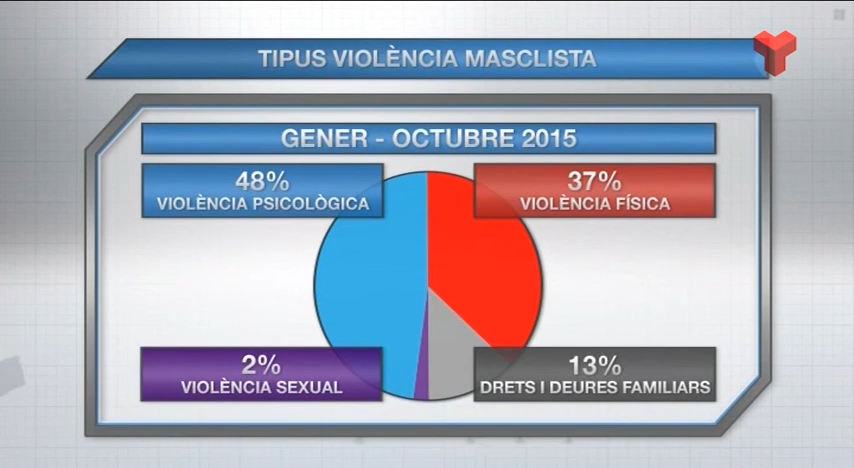 TIPUS VIOLÈNCIA MASCLISTA
GENER - OCTUBRE 2015
48%
VIOLÈNCIA PSICOLÒGICA
37%
VIOLÈNCIA FÍSICA
2%
VIOLÈNCIA SEXUAL
13%
DRETS I DEURES FAMILIARS